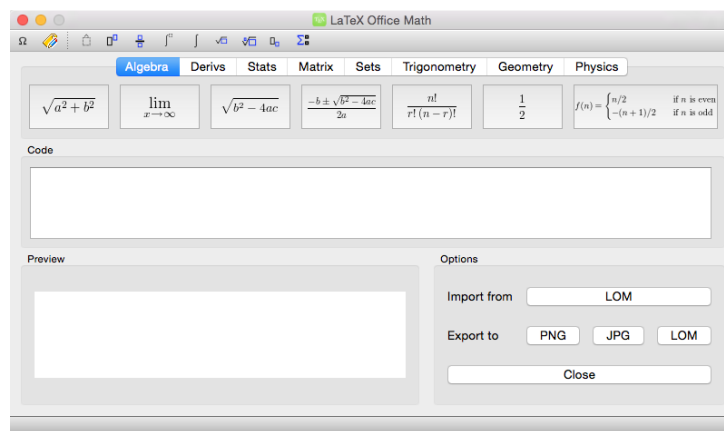 LaTeX Office Math
Ω
Algebra Derivs Stats Matrix Sets Trigonometry Geometry Physics
√a² + b² lim x→∞ √b² − 4ac −b ± √b² − 4ac / 2a n! / r! (n − r)! 1/2 f(n) = { n/2 if n is even −(n + 1)/2 if n is odd
Code
Preview Options
Import from LOM
Export to PNG JPG LOM
Close